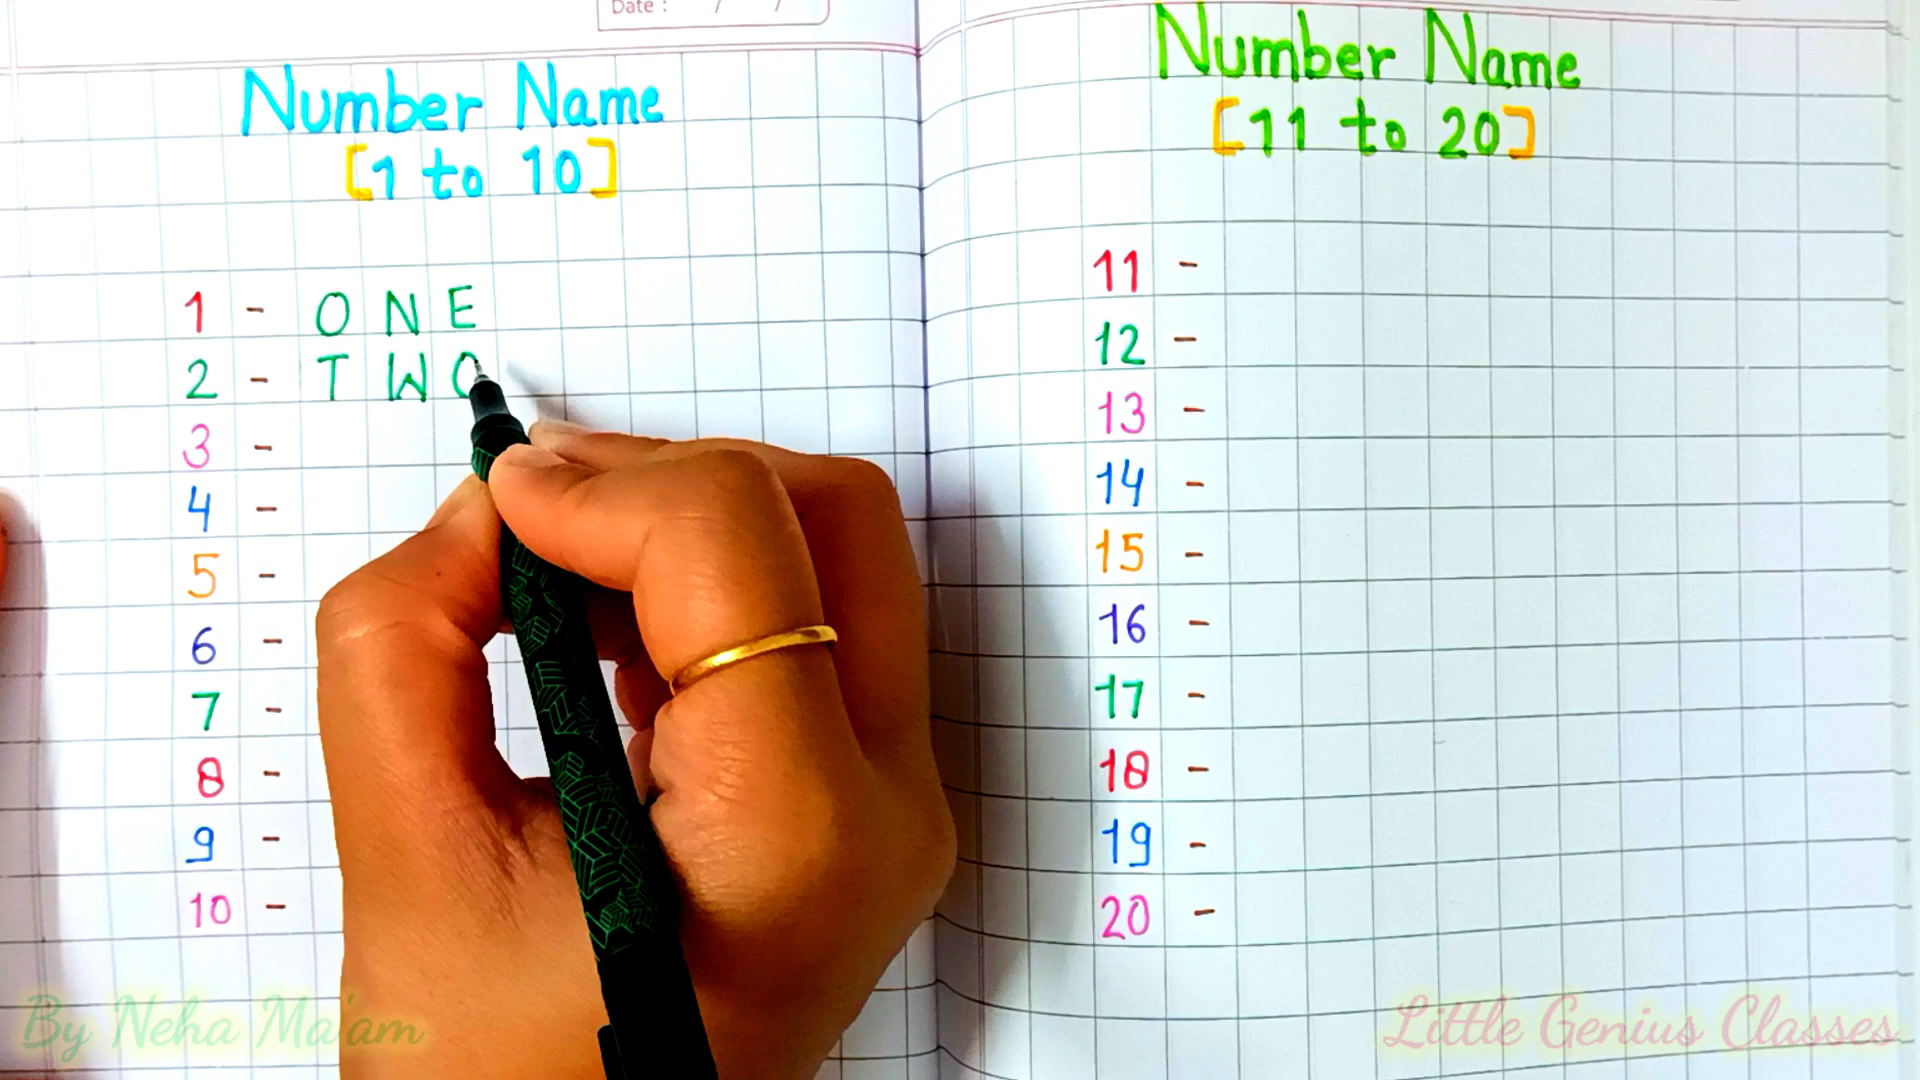 Date : / /
Number Name
[1 to 10]
1 - ONE
2 - TWO
3 -
4 -
5 -
6 -
7 -
8 -
9 -
10 -
Number Name
[11 to 20]
11 -
12 -
13 -
14 -
15 -
16 -
17 -
18 -
19 -
20 -
By Neha Ma'am
Little Genius Classes